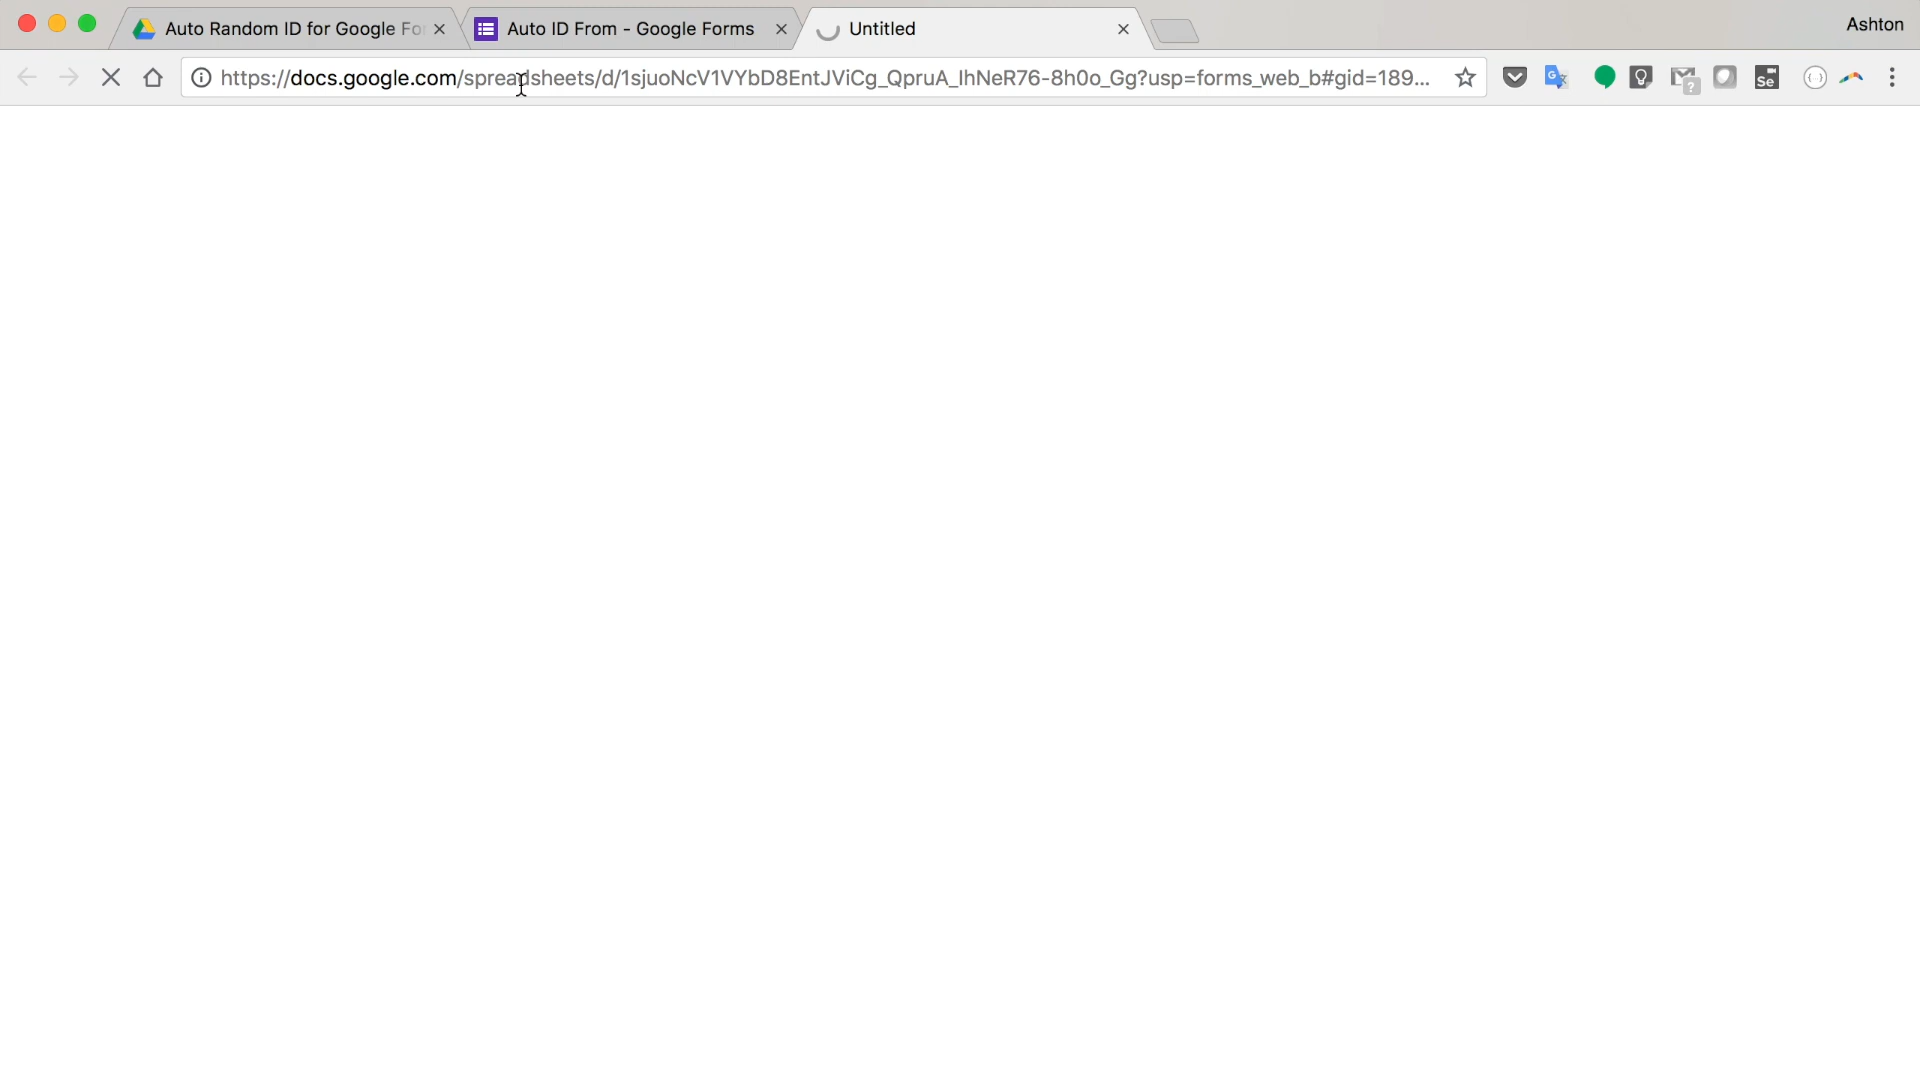 Auto Random ID for Google Fo
Auto ID From - Google Forms
Untitled
Ashton
https://docs.google.com/spreadsheets/d/1sjuoNcV1VYbD8EntJViCg_QpruA_IhNeR76-8h0o_Gg?usp=forms_web_b#gid=189...
Se